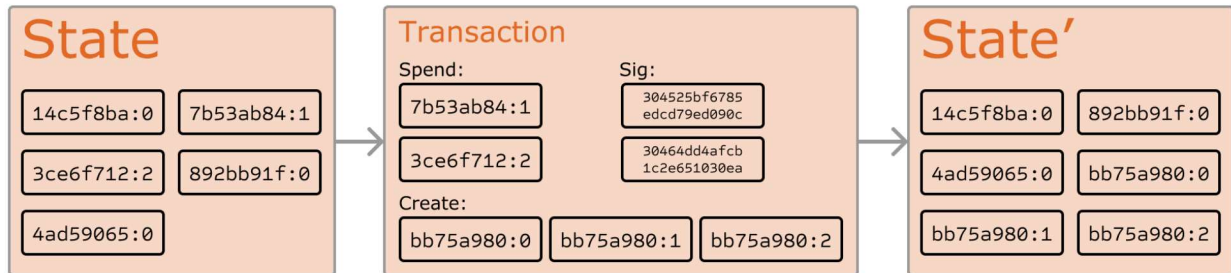 State
14c5f8ba:0 7b53ab84:1
3ce6f712:2 892bb91f:0
4ad59065:0
Transaction
Spend: Sig:
7b53ab84:1 304525bf6785
edcd79ed090c
3ce6f712:2 30464dd4afcb
1c2e651030ea
Create:
bb75a980:0 bb75a980:1 bb75a980:2
State’
14c5f8ba:0 892bb91f:0
4ad59065:0 bb75a980:0
bb75a980:1 bb75a980:2